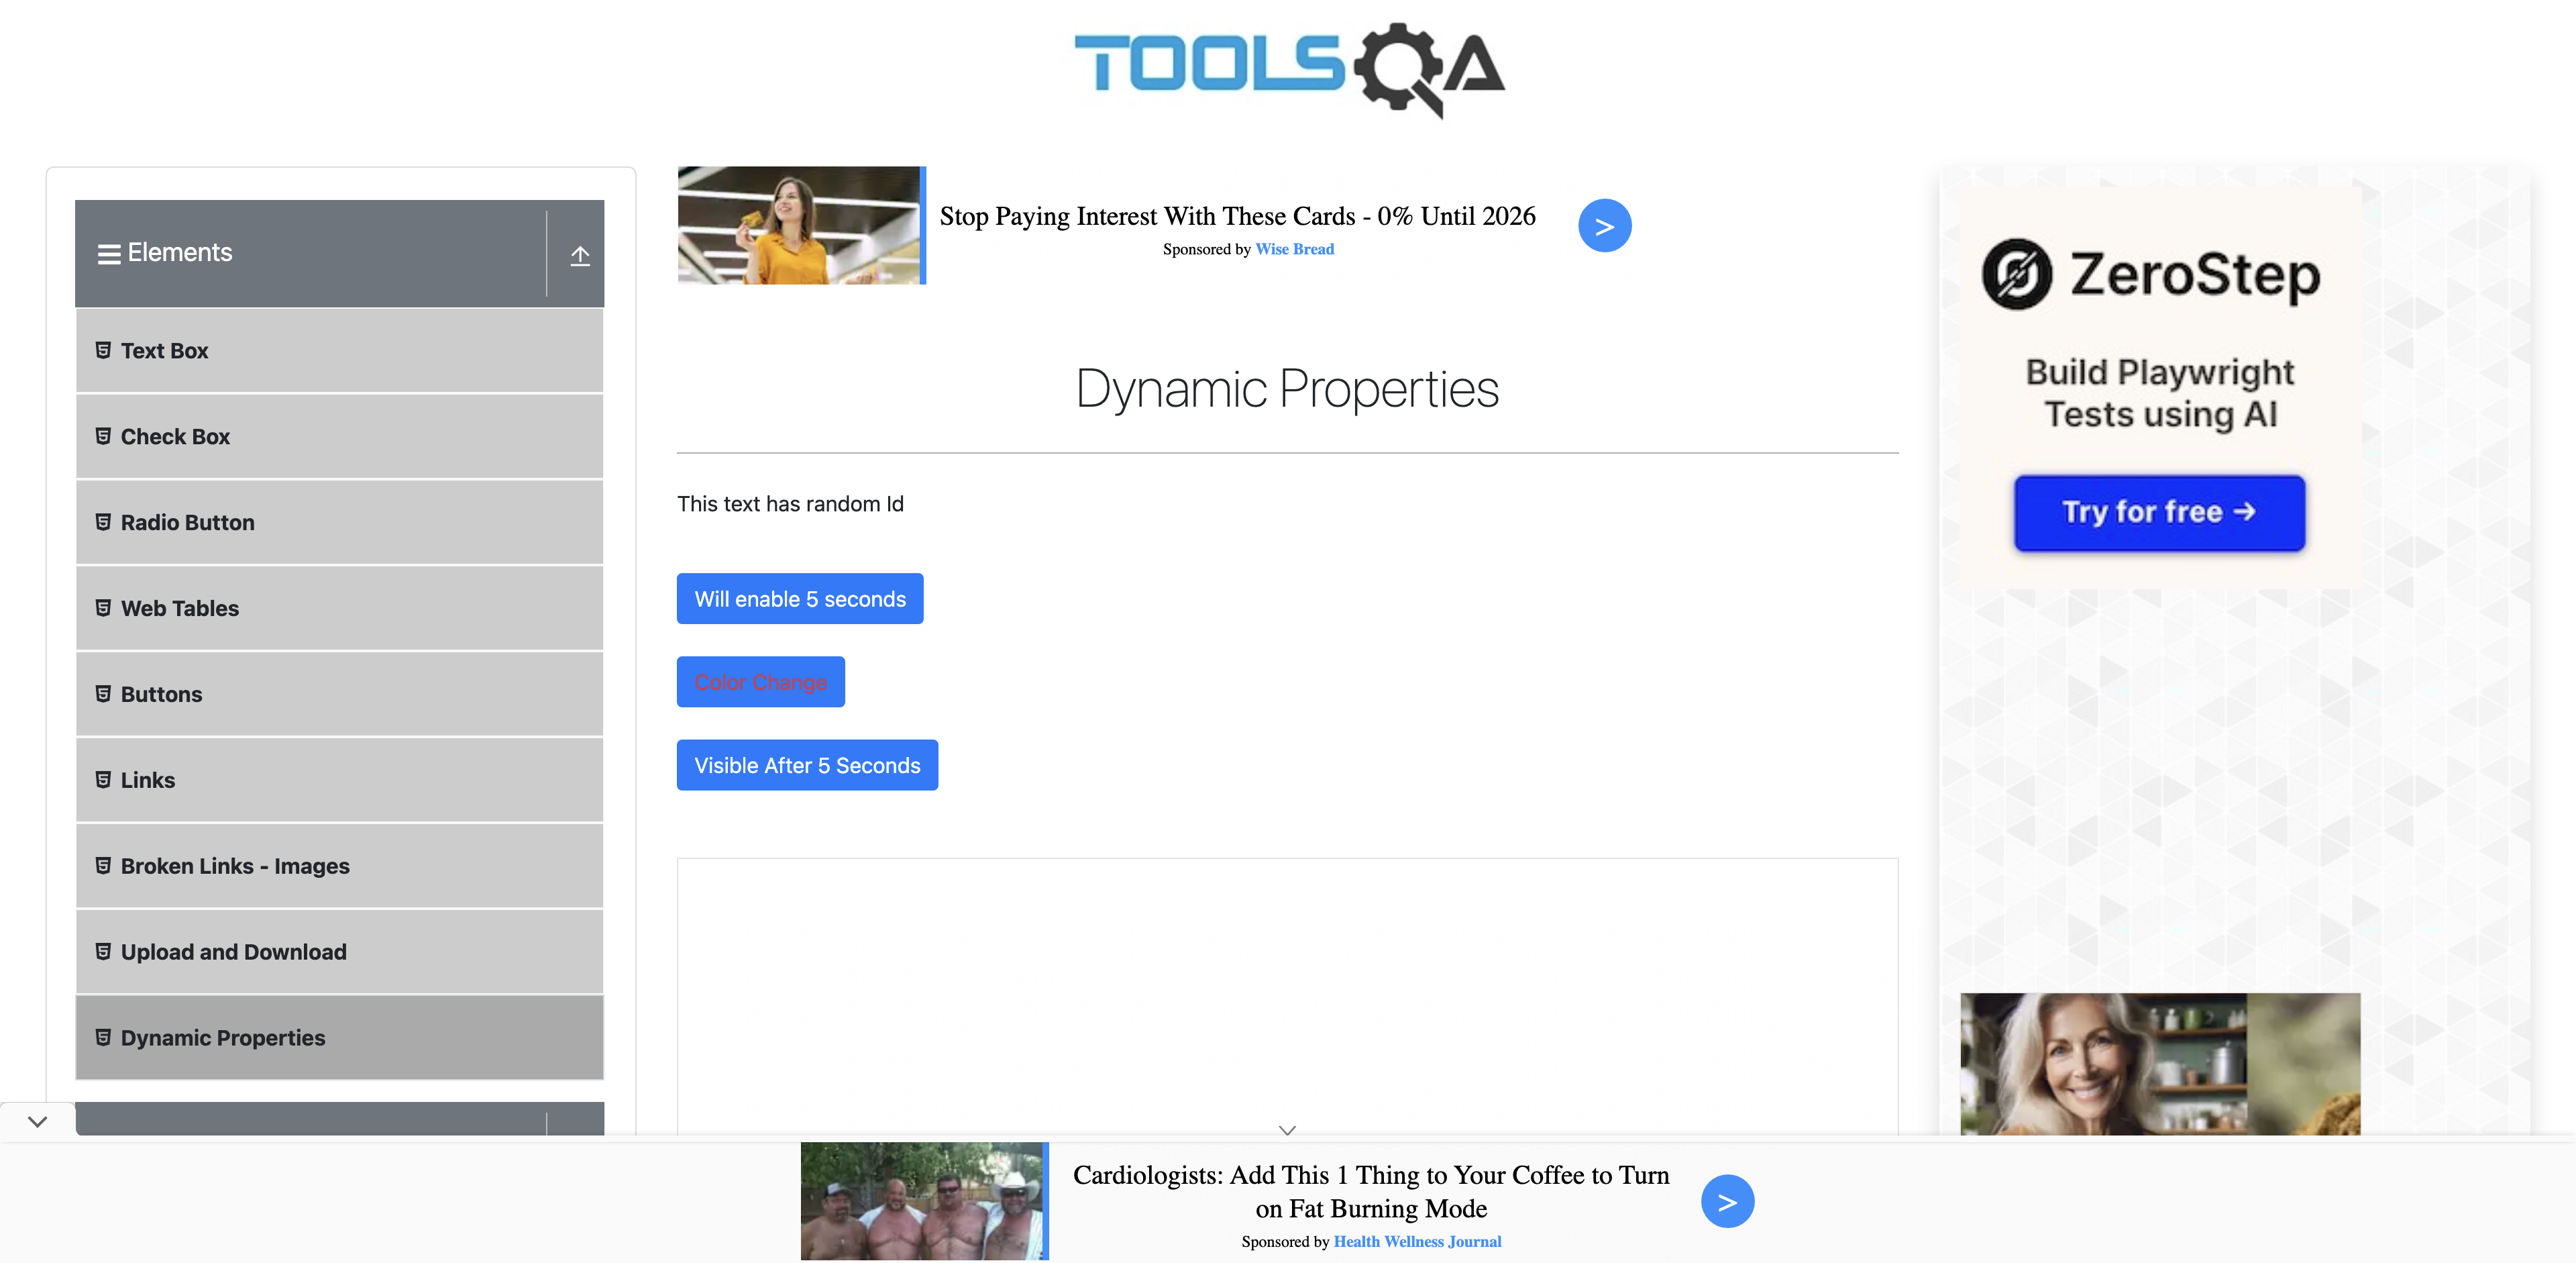 TOOLSQA
Elements
Text Box
Check Box
Radio Button
Web Tables
Buttons
Links
Broken Links - Images
Upload and Download
Dynamic Properties
Stop Paying Interest With These Cards - 0% Until 2026
Sponsored by Wise Bread
>
Dynamic Properties
This text has random Id
Will enable 5 seconds
Color Change
Visible After 5 Seconds
ZeroStep
Build Playwright
Tests using AI
Try for free →
Cardiologists: Add This 1 Thing to Your Coffee to Turn
on Fat Burning Mode
Sponsored by Health Wellness Journal
>